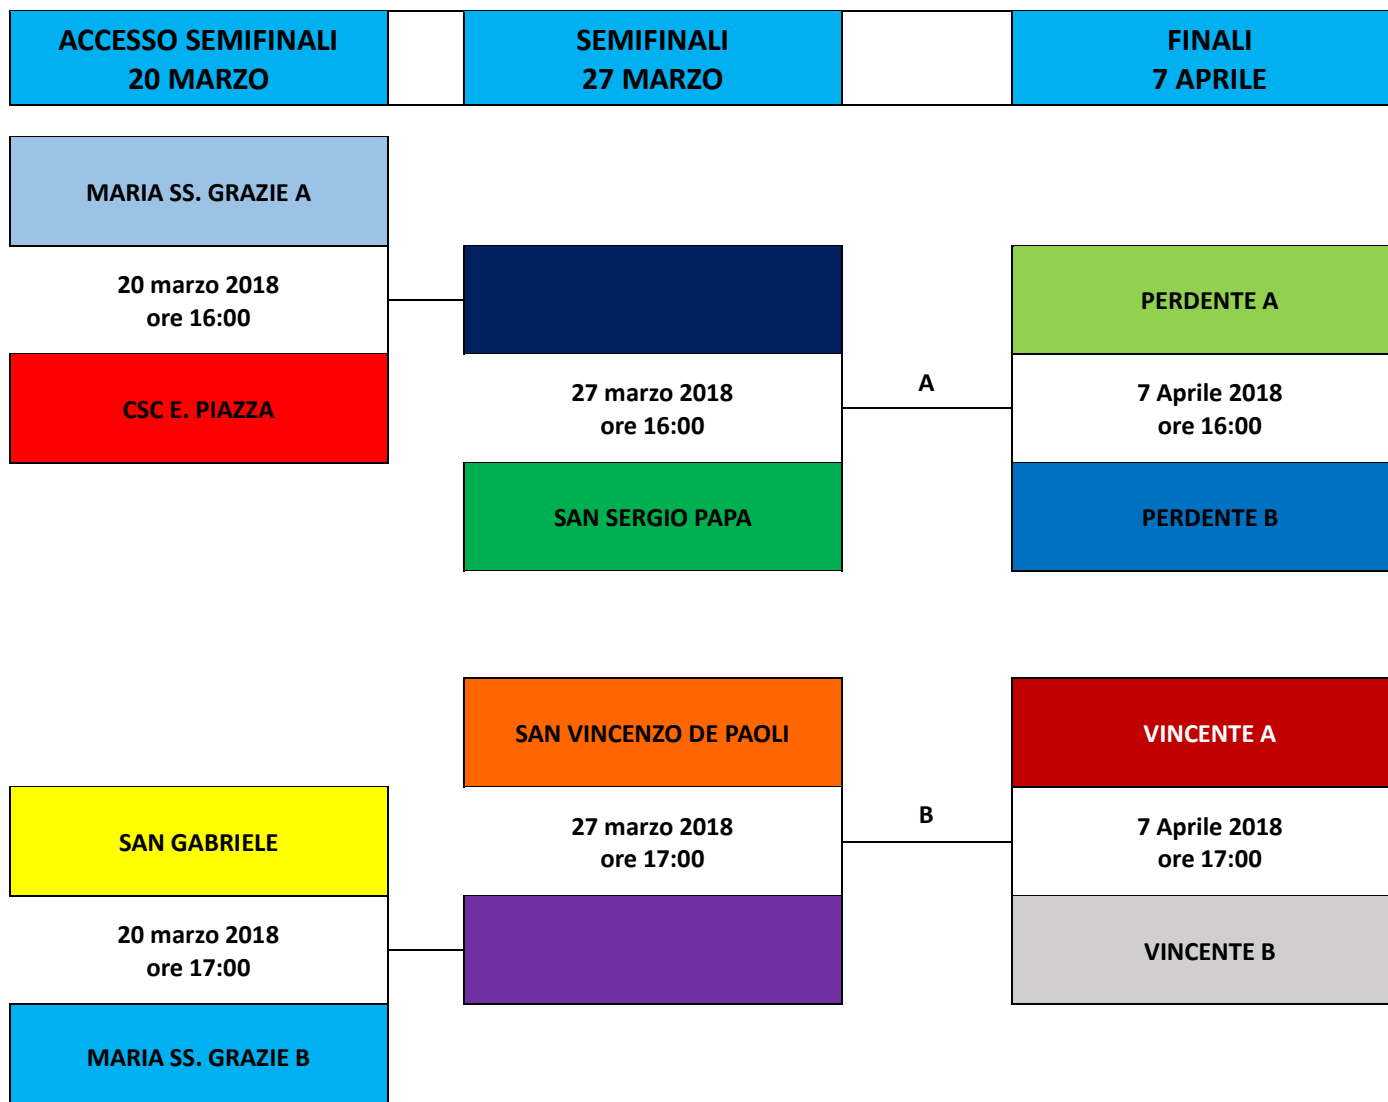 ACCESSO SEMIFINALI
20 MARZO
SEMIFINALI
27 MARZO
FINALI
7 APRILE
MARIA SS. GRAZIE A
20 marzo 2018
ore 16:00
CSC E. PIAZZA
27 marzo 2018
ore 16:00
SAN SERGIO PAPA
A
PERDENTE A
7 Aprile 2018
ore 16:00
PERDENTE B
SAN GABRIELE
20 marzo 2018
ore 17:00
MARIA SS. GRAZIE B
SAN VINCENZO DE PAOLI
27 marzo 2018
ore 17:00
B
VINCENTE A
7 Aprile 2018
ore 17:00
VINCENTE B